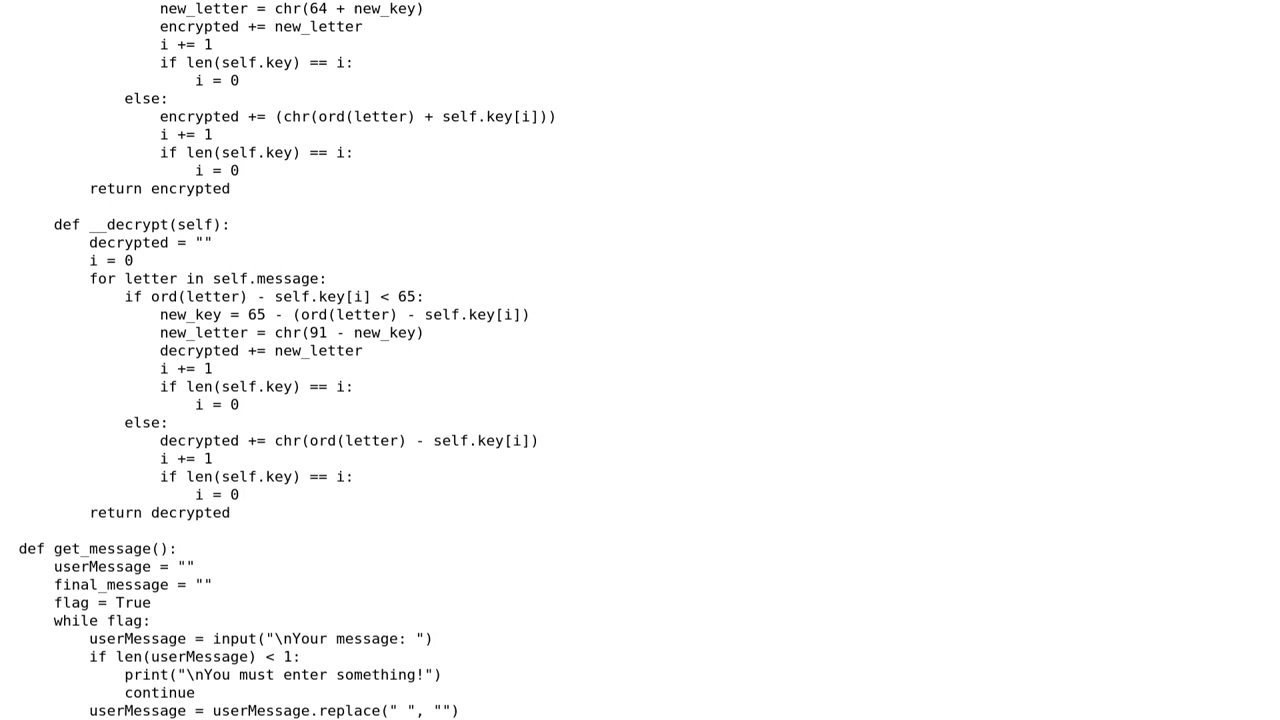 new_letter = chr(64 + new_key)
                encrypted += new_letter
                i += 1
                if len(self.key) == i:
                    i = 0
            else:
                encrypted += (chr(ord(letter) + self.key[i]))
                i += 1
                if len(self.key) == i:
                    i = 0
        return encrypted

    def __decrypt(self):
        decrypted = ""
        i = 0
        for letter in self.message:
            if ord(letter) - self.key[i] < 65:
                new_key = 65 - (ord(letter) - self.key[i])
                new_letter = chr(91 - new_key)
                decrypted += new_letter
                i += 1
                if len(self.key) == i:
                    i = 0
            else:
                decrypted += chr(ord(letter) - self.key[i])
                i += 1
                if len(self.key) == i:
                    i = 0
        return decrypted

def get_message():
    userMessage = ""
    final_message = ""
    flag = True
    while flag:
        userMessage = input("\nYour message: ")
        if len(userMessage) < 1:
            print("\nYou must enter something!")
            continue
        userMessage = userMessage.replace(" ", "")